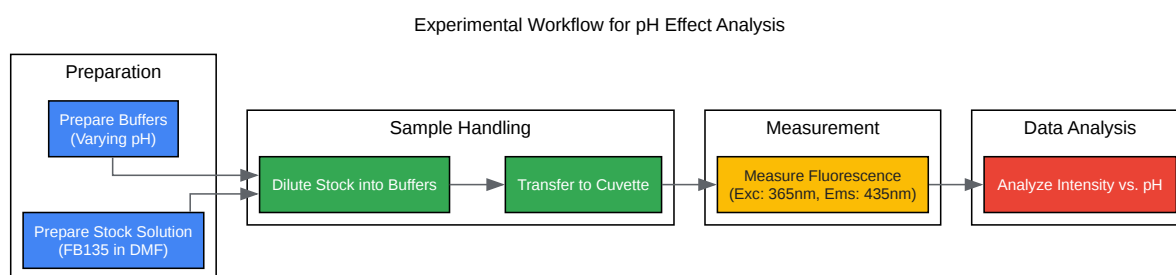 Experimental Workflow for pH Effect Analysis
Preparation
Prepare Buffers
(Varying pH)
Prepare Stock Solution
(FB135 in DMF)
Sample Handling
Dilute Stock into Buffers
Transfer to Cuvette
Measurement
Measure Fluorescence
(Exc: 365nm, Ems: 435nm)
Data Analysis
Analyze Intensity vs. pH